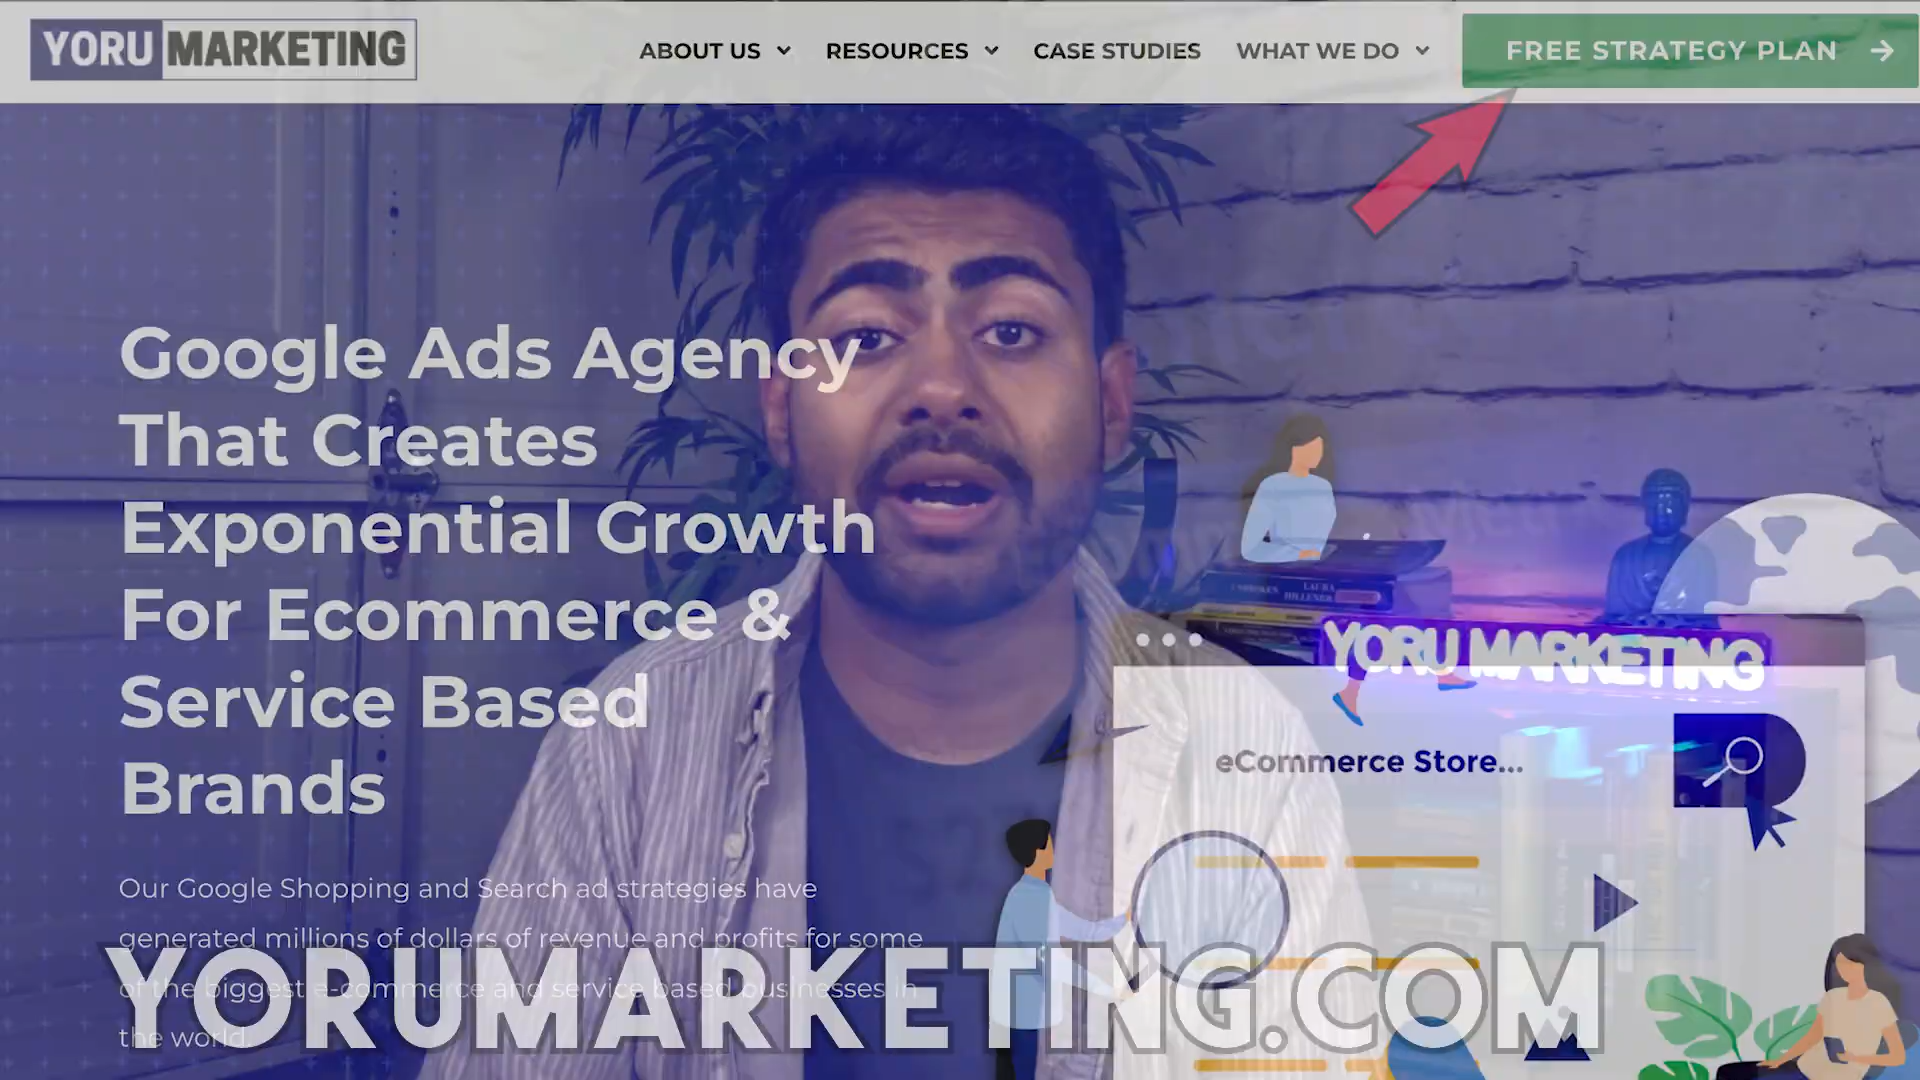 YORU MARKETING
ABOUT US
RESOURCES
CASE STUDIES
WHAT WE DO
FREE STRATEGY PLAN
Google Ads Agency
That Creates
Exponential Growth
For Ecommerce &
Service Based
Brands
LAURA
HILLENBR
YORU MARKETING
eCommerce Store...
Our Google Shopping and Search ad strategies have
generated millions of dollars of revenue and profits for some
of the biggest e-commerce and service based businesses in
the world.
YORUMARKETING.COM